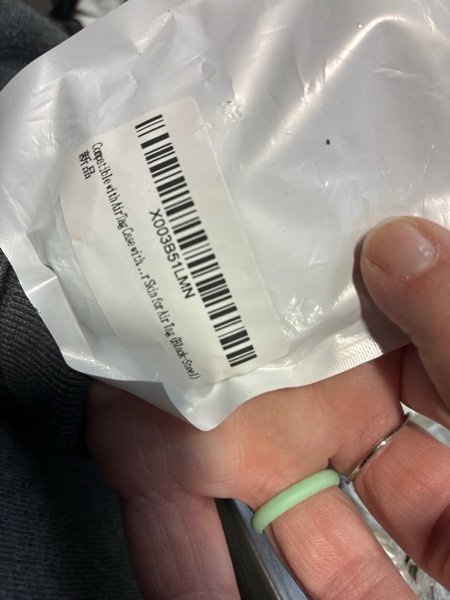 X003B51LMN
Compatible with AirTag Case with...r Skin for Air Tag (Black-Steel)
新品